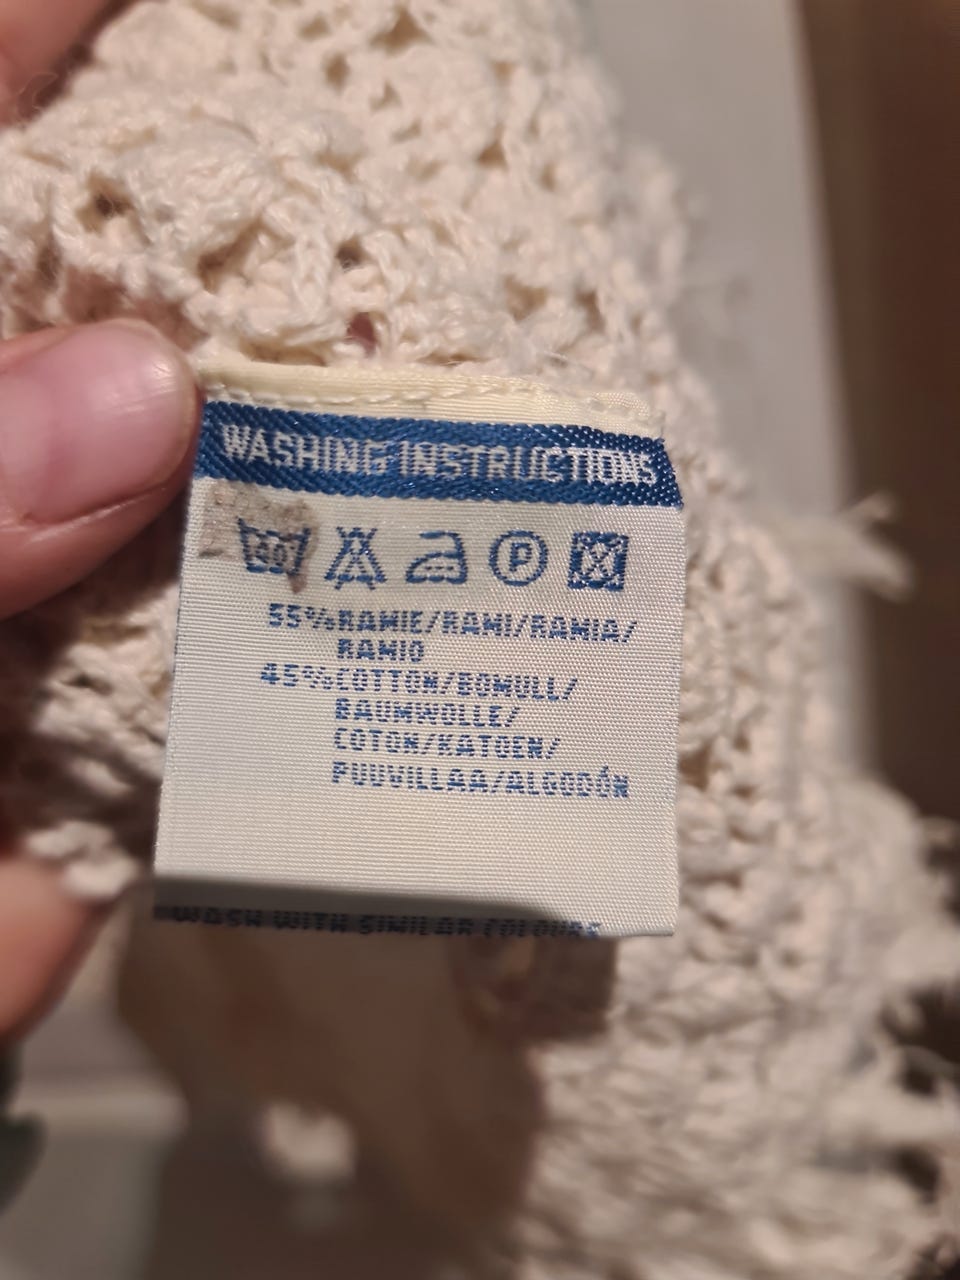 WASHING INSTRUCTIONS
40 P
55% RAMIE/RAMI/RAMIA/
RAMIO
45% COTTON/BOMULL/
BAUMWOLLE/
COTON/KATOEN/
PUUVILLAA/ALGODÓN
WASH WITH SIMILAR COLOURS